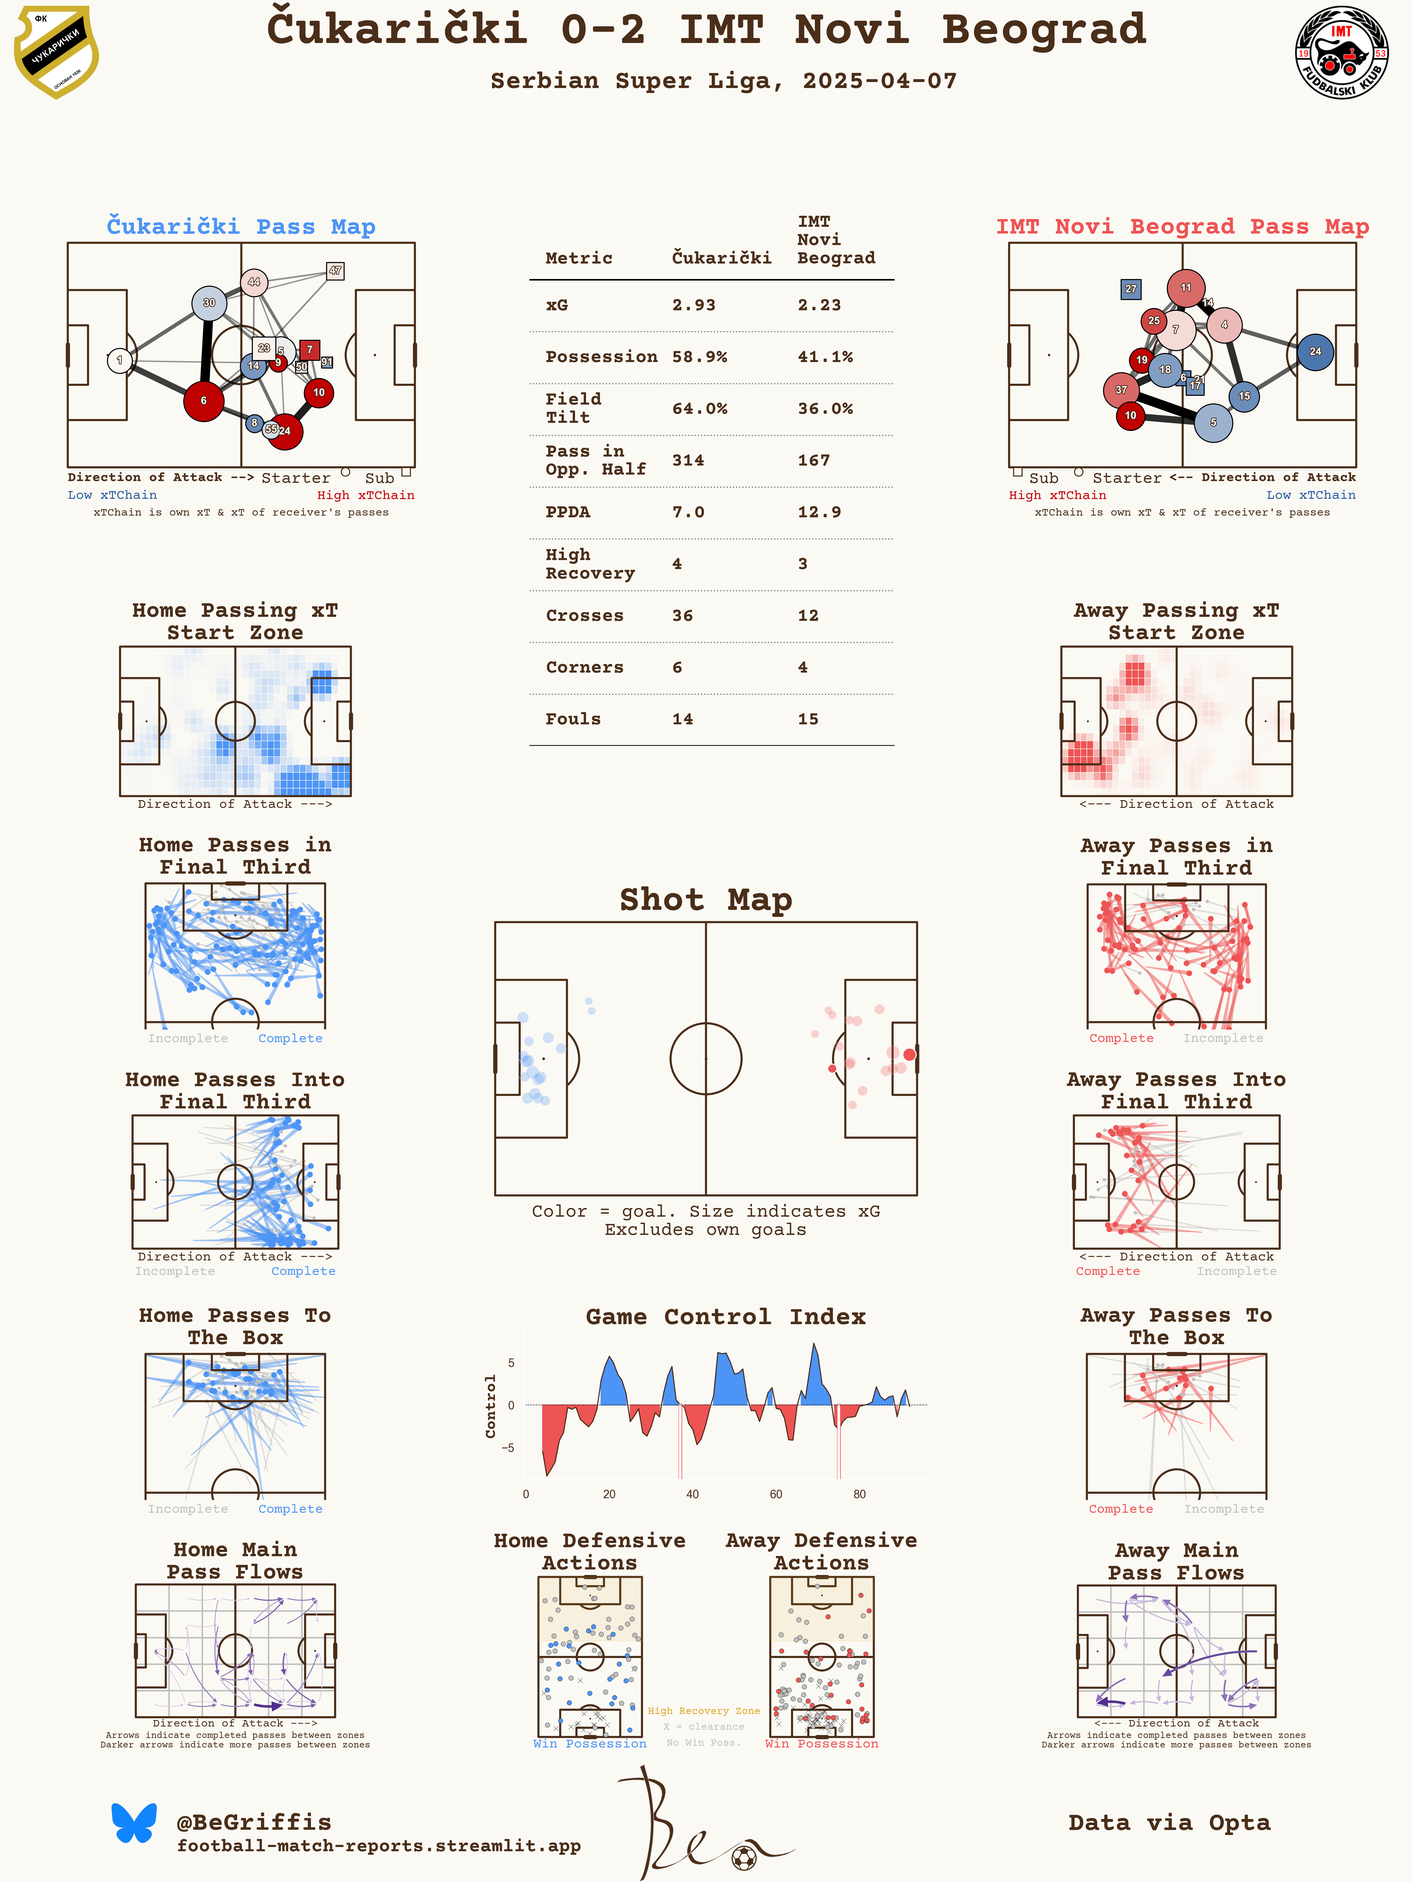 ФК
ЧУКАРИЧКИ
ОСНОВАН 1926
Čukarički 0-2 IMT Novi Beograd
Serbian Super Liga, 2025-04-07
IMT
19 53
FUDBALSKI KLUB
Čukarički Pass Map
47
44
30
1
23
5
7
14
9
50
91
10
6
8
55
24
Direction of Attack --> Starter Sub
Low xTChain High xTChain
xTChain is own xT & xT of receiver's passes
Metric Čukarički IMT Novi Beograd
xG 2.93 2.23
Possession 58.9% 41.1%
Field Tilt 64.0% 36.0%
Pass in Opp. Half 314 167
PPDA 7.0 12.9
High Recovery 4 3
Crosses 36 12
Corners 6 4
Fouls 14 15
IMT Novi Beograd Pass Map
27
11
14
25
7
4
24
19
18
6
21
17
37
15
10
5
Sub Starter <-- Direction of Attack
High xTChain Low xTChain
xTChain is own xT & xT of receiver's passes
Home Passing xT
Start Zone
Direction of Attack --->
Away Passing xT
Start Zone
<--- Direction of Attack
Home Passes in
Final Third
Incomplete Complete
Away Passes in
Final Third
Complete Incomplete
Shot Map
Color = goal. Size indicates xG
Excludes own goals
Home Passes Into
Final Third
Direction of Attack --->
Incomplete Complete
Away Passes Into
Final Third
<--- Direction of Attack
Complete Incomplete
Home Passes To
The Box
Incomplete Complete
Game Control Index
Control
5
0
−5
0 20 40 60 80
Away Passes To
The Box
Complete Incomplete
Home Main
Pass Flows
Direction of Attack --->
Arrows indicate completed passes between zones
Darker arrows indicate more passes between zones
Home Defensive
Actions
Win Possession
High Recovery Zone
X = clearance
No Win Poss.
Away Defensive
Actions
Win Possession
Away Main
Pass Flows
<--- Direction of Attack
Arrows indicate completed passes between zones
Darker arrows indicate more passes between zones
@BeGriffis
football-match-reports.streamlit.app
Ben
Data via Opta